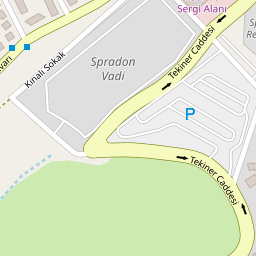 Sergi Alanı
Kınalı Sokak
Spradon
Vadi
Tekiner Caddesi
P
Tekiner Caddesi